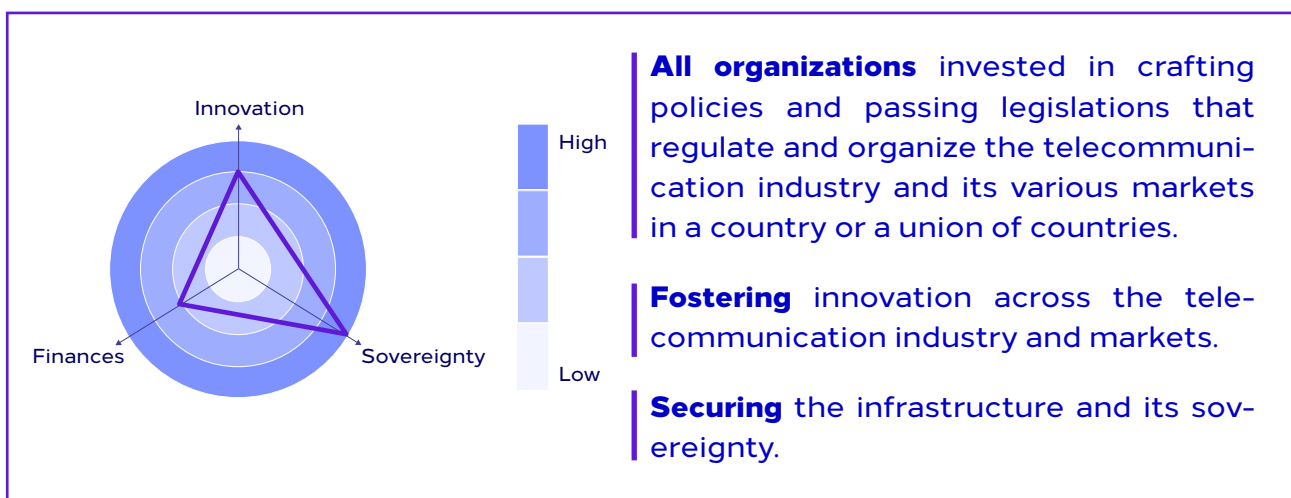 Innovation
Finances
Sovereignty
High
Low
All organizations invested in crafting
policies and passing legislations that
regulate and organize the telecommuni-
cation industry and its various markets
in a country or a union of countries.
Fostering innovation across the tele-
communication industry and markets.
Securing the infrastructure and its sov-
ereignty.